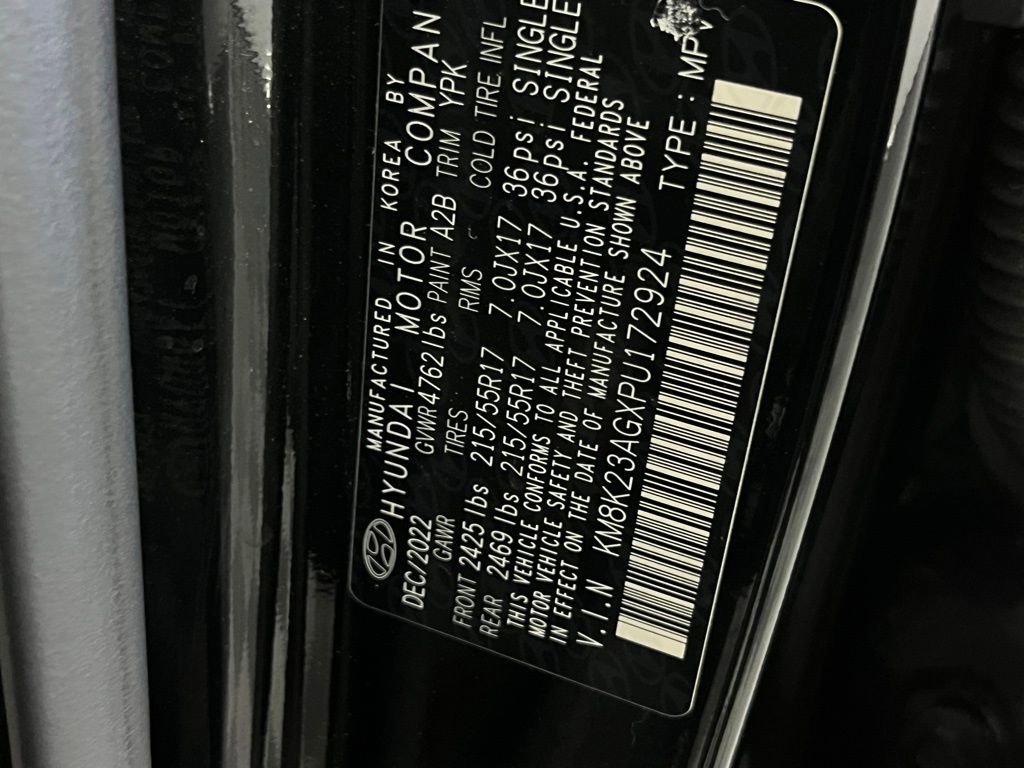 MANUFACTURED IN KOREA BY
HYUNDAI MOTOR COMPAN
DEC/2022 GVWR 4762 lbs PAINT A2B TRIM YPK
GAWR TIRES RMS COLD TIRE INFL
FRONT 2425 lbs 215/55R17 7.0JX17 36psi SINGLE
REAR 2469 lbs 215/55R17 7.0JX17 36psi SINGLE
THIS VEHICLE CONFORMS TO ALL APPLICABLE U.S.A. FEDERAL
MOTOR VEHICLE SAFETY AND THEFT PREVENTION STANDARDS
IN EFFECT ON THE DATE OF MANUFACTURE SHOWN ABOVE
V.I.N KM8K23AGXPU172924 TYPE : MPV